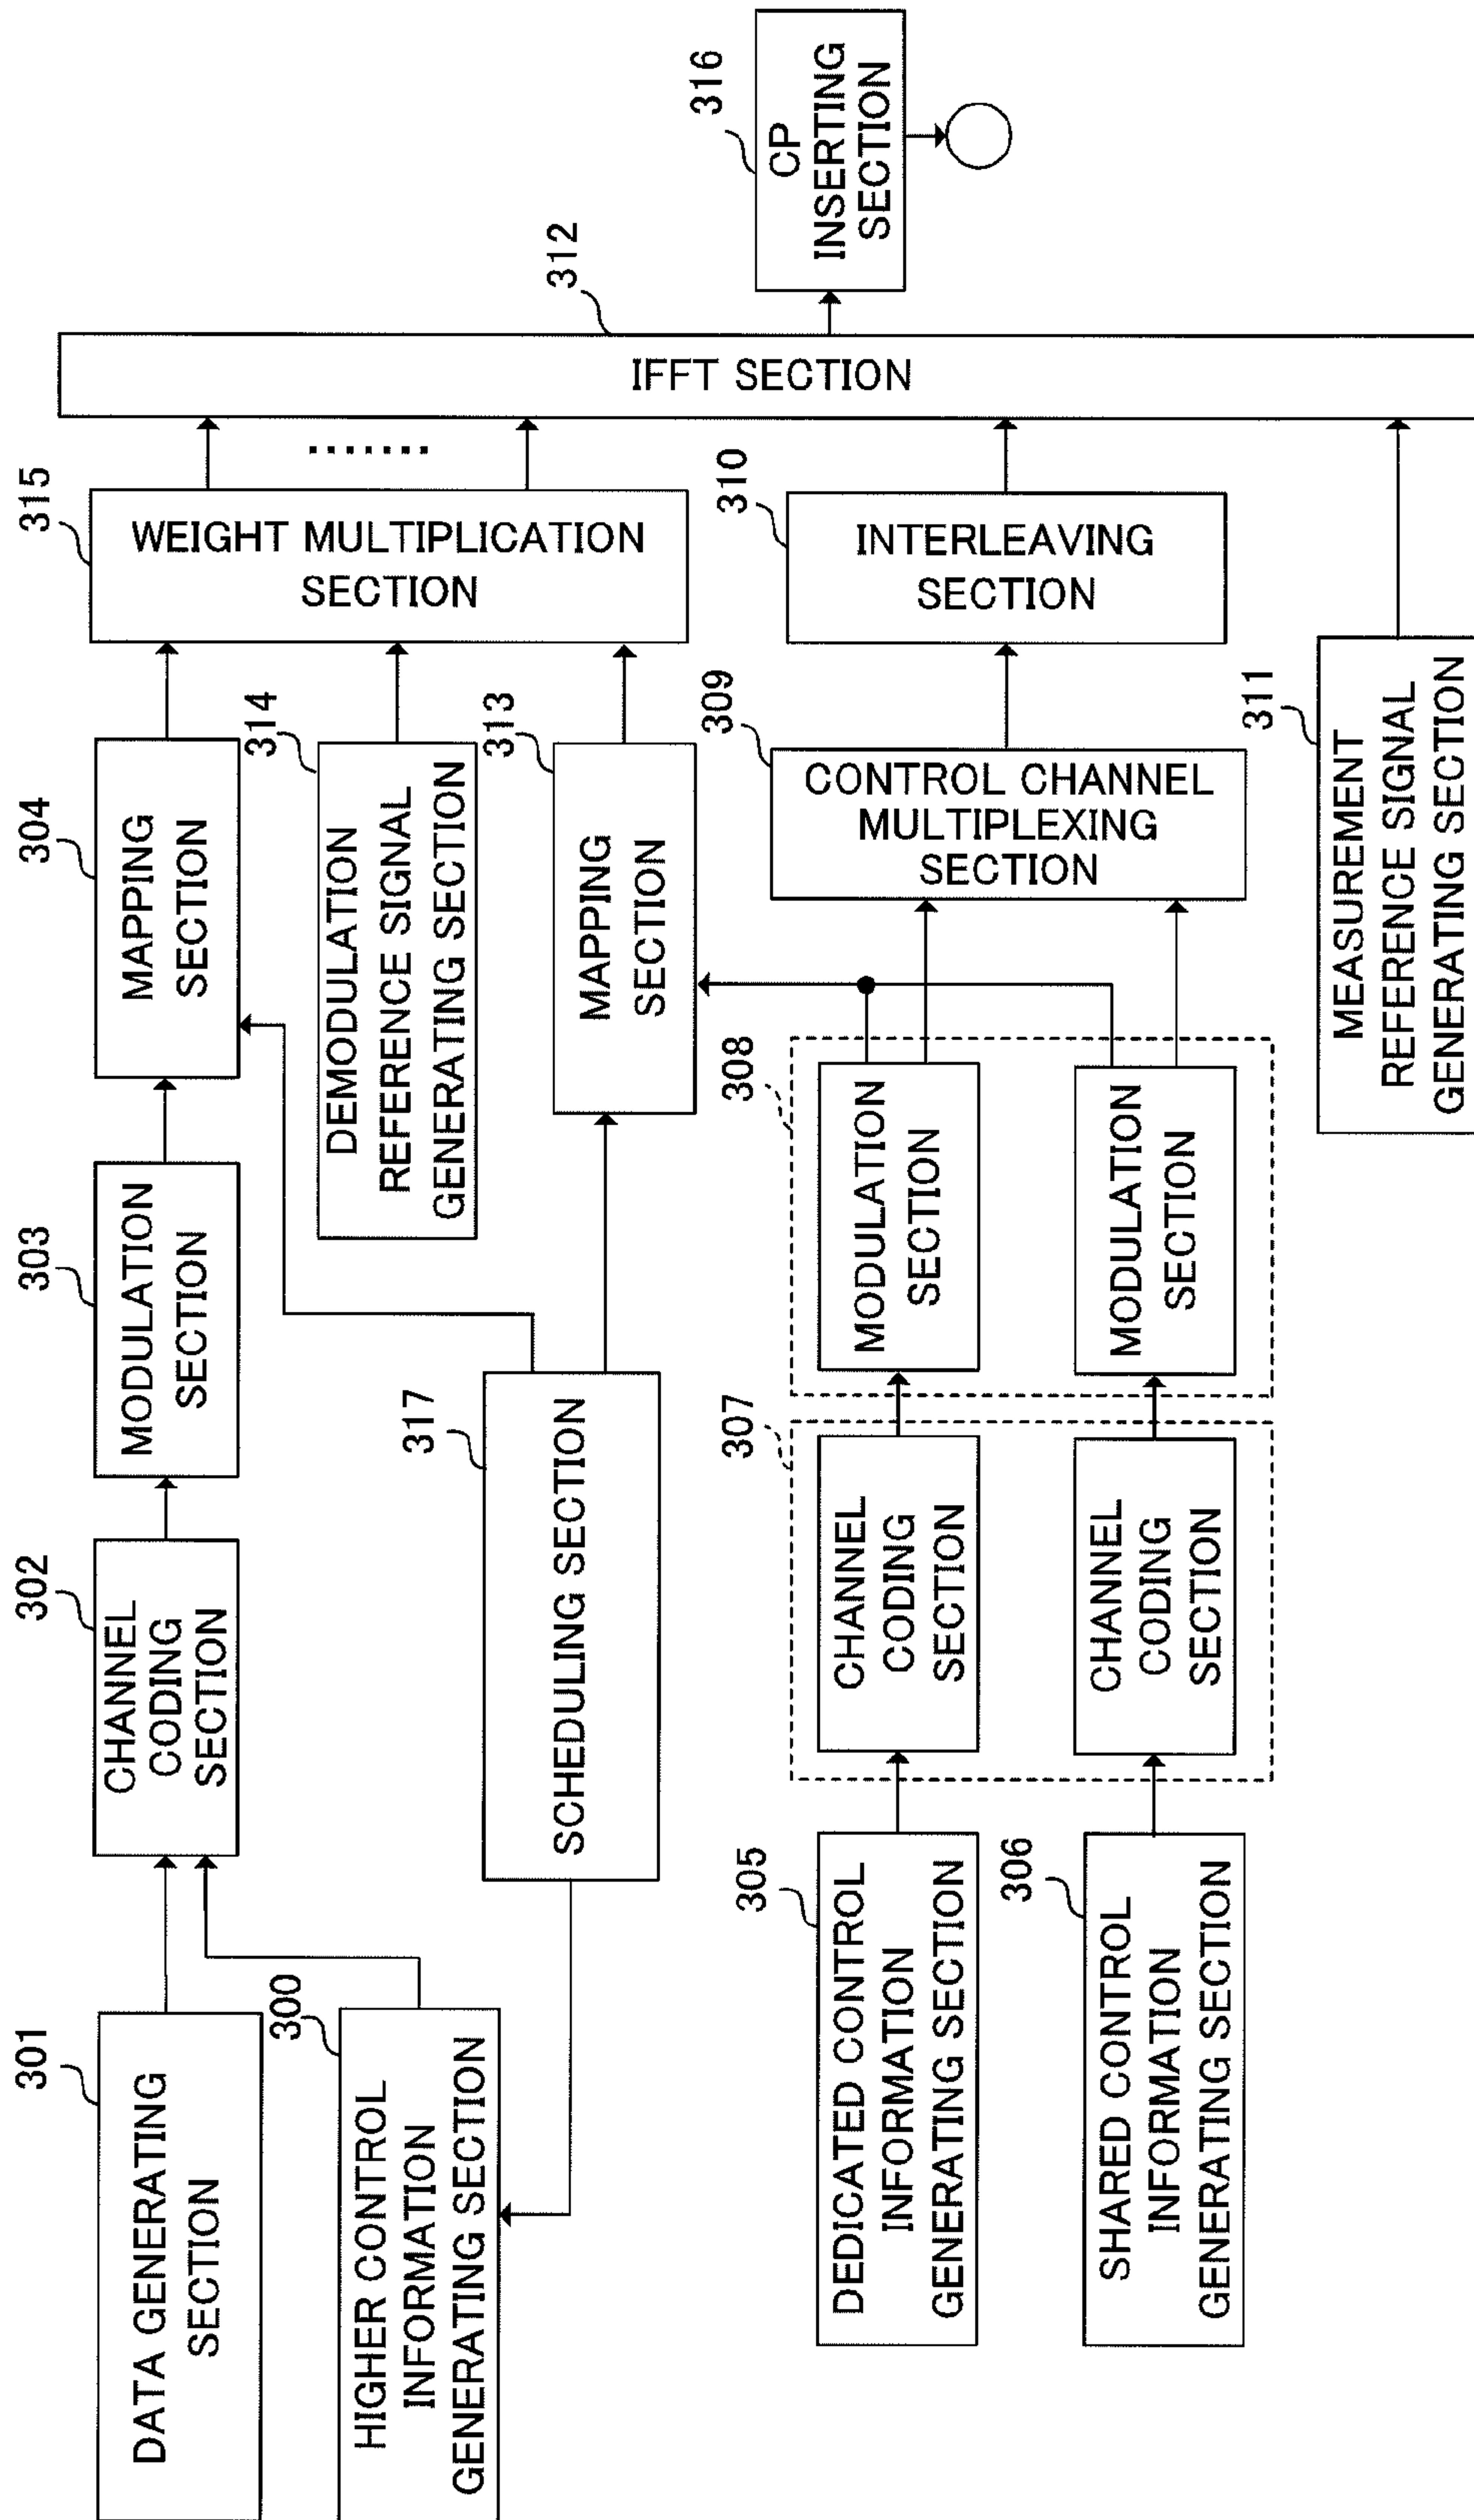 301
DATA GENERATING
SECTION
302
CHANNEL
CODING
SECTION
303
MODULATION
SECTION
304
MAPPING
SECTION
315
WEIGHT MULTIPLICATION
SECTION
312
IFFT SECTION
316
CP
INSERTING
SECTION
300
HIGHER CONTROL
INFORMATION
GENERATING SECTION
317
SCHEDULING SECTION
314
DEMODULATION
REFERENCE SIGNAL
GENERATING SECTION
313
MAPPING
SECTION
305
DEDICATED CONTROL
INFORMATION
GENERATING SECTION
307
CHANNEL
CODING
SECTION
308
MODULATION
SECTION
309
CONTROL CHANNEL
MULTIPLEXING
SECTION
310
INTERLEAVING
SECTION
306
SHARED CONTROL
INFORMATION
GENERATING SECTION
CHANNEL
CODING
SECTION
MODULATION
SECTION
311
MEASUREMENT
REFERENCE SIGNAL
GENERATING SECTION